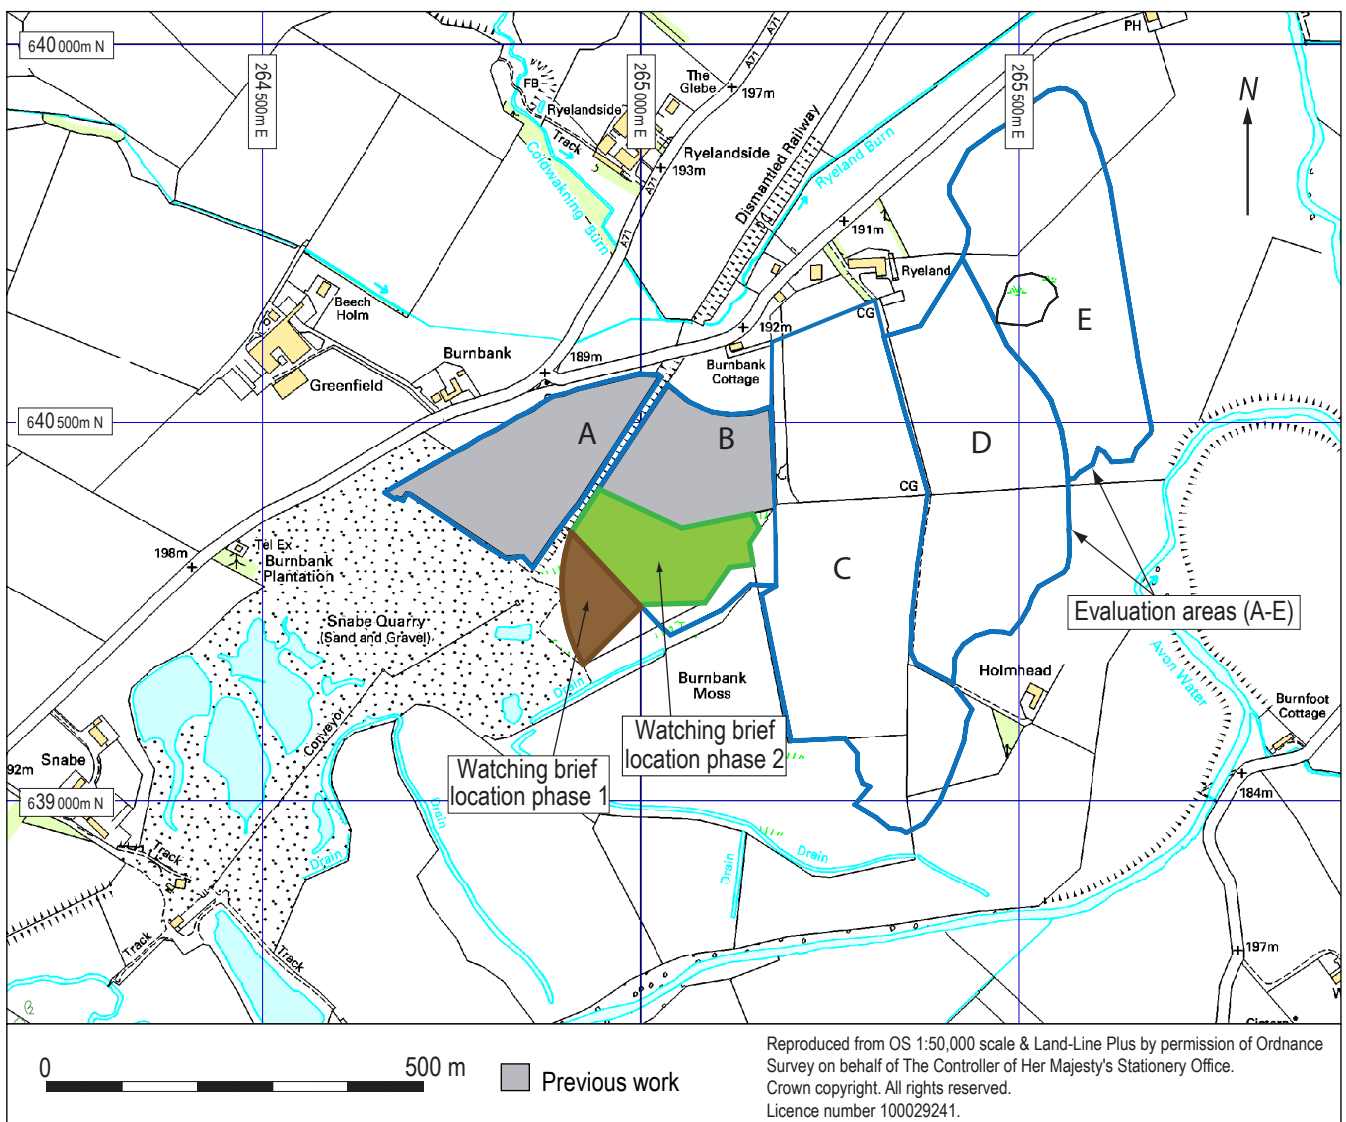 PH
640 000m N
264 500m E
265 000m E
265 500m E
A71
A71
N
The
Glebe
197m
FB
Ryelandside
Track
Ryelandside
193m
A71
A71
Coldwakning Burn
Dismantled Railway
Ryeland Burn
191m
Ryeland
Beech
Holm
CG
192m
E
Burnbank
189m
Burnbank
Cottage
Greenfield
640 500m N
A
B
D
CG
198m
Tel Ex
Burnbank
Plantation
C
Snabe Quarry
(Sand and Gravel)
Evaluation areas (A-E)
Avon Water
Holmhead
Drain
Burnbank
Moss
Burnfoot
Cottage
Conveyor
Watching brief
location phase 2
Snabe
92m
Watching brief
location phase 1
184m
639 000m N
Drain
Track
Drain
Drain
Drain
Track
Track
197m
W
Cistern
0
500 m
Previous work
Reproduced from OS 1:50,000 scale & Land-Line Plus by permission of Ordnance
Survey on behalf of The Controller of Her Majesty's Stationery Office.
Crown copyright. All rights reserved.
Licence number 100029241.